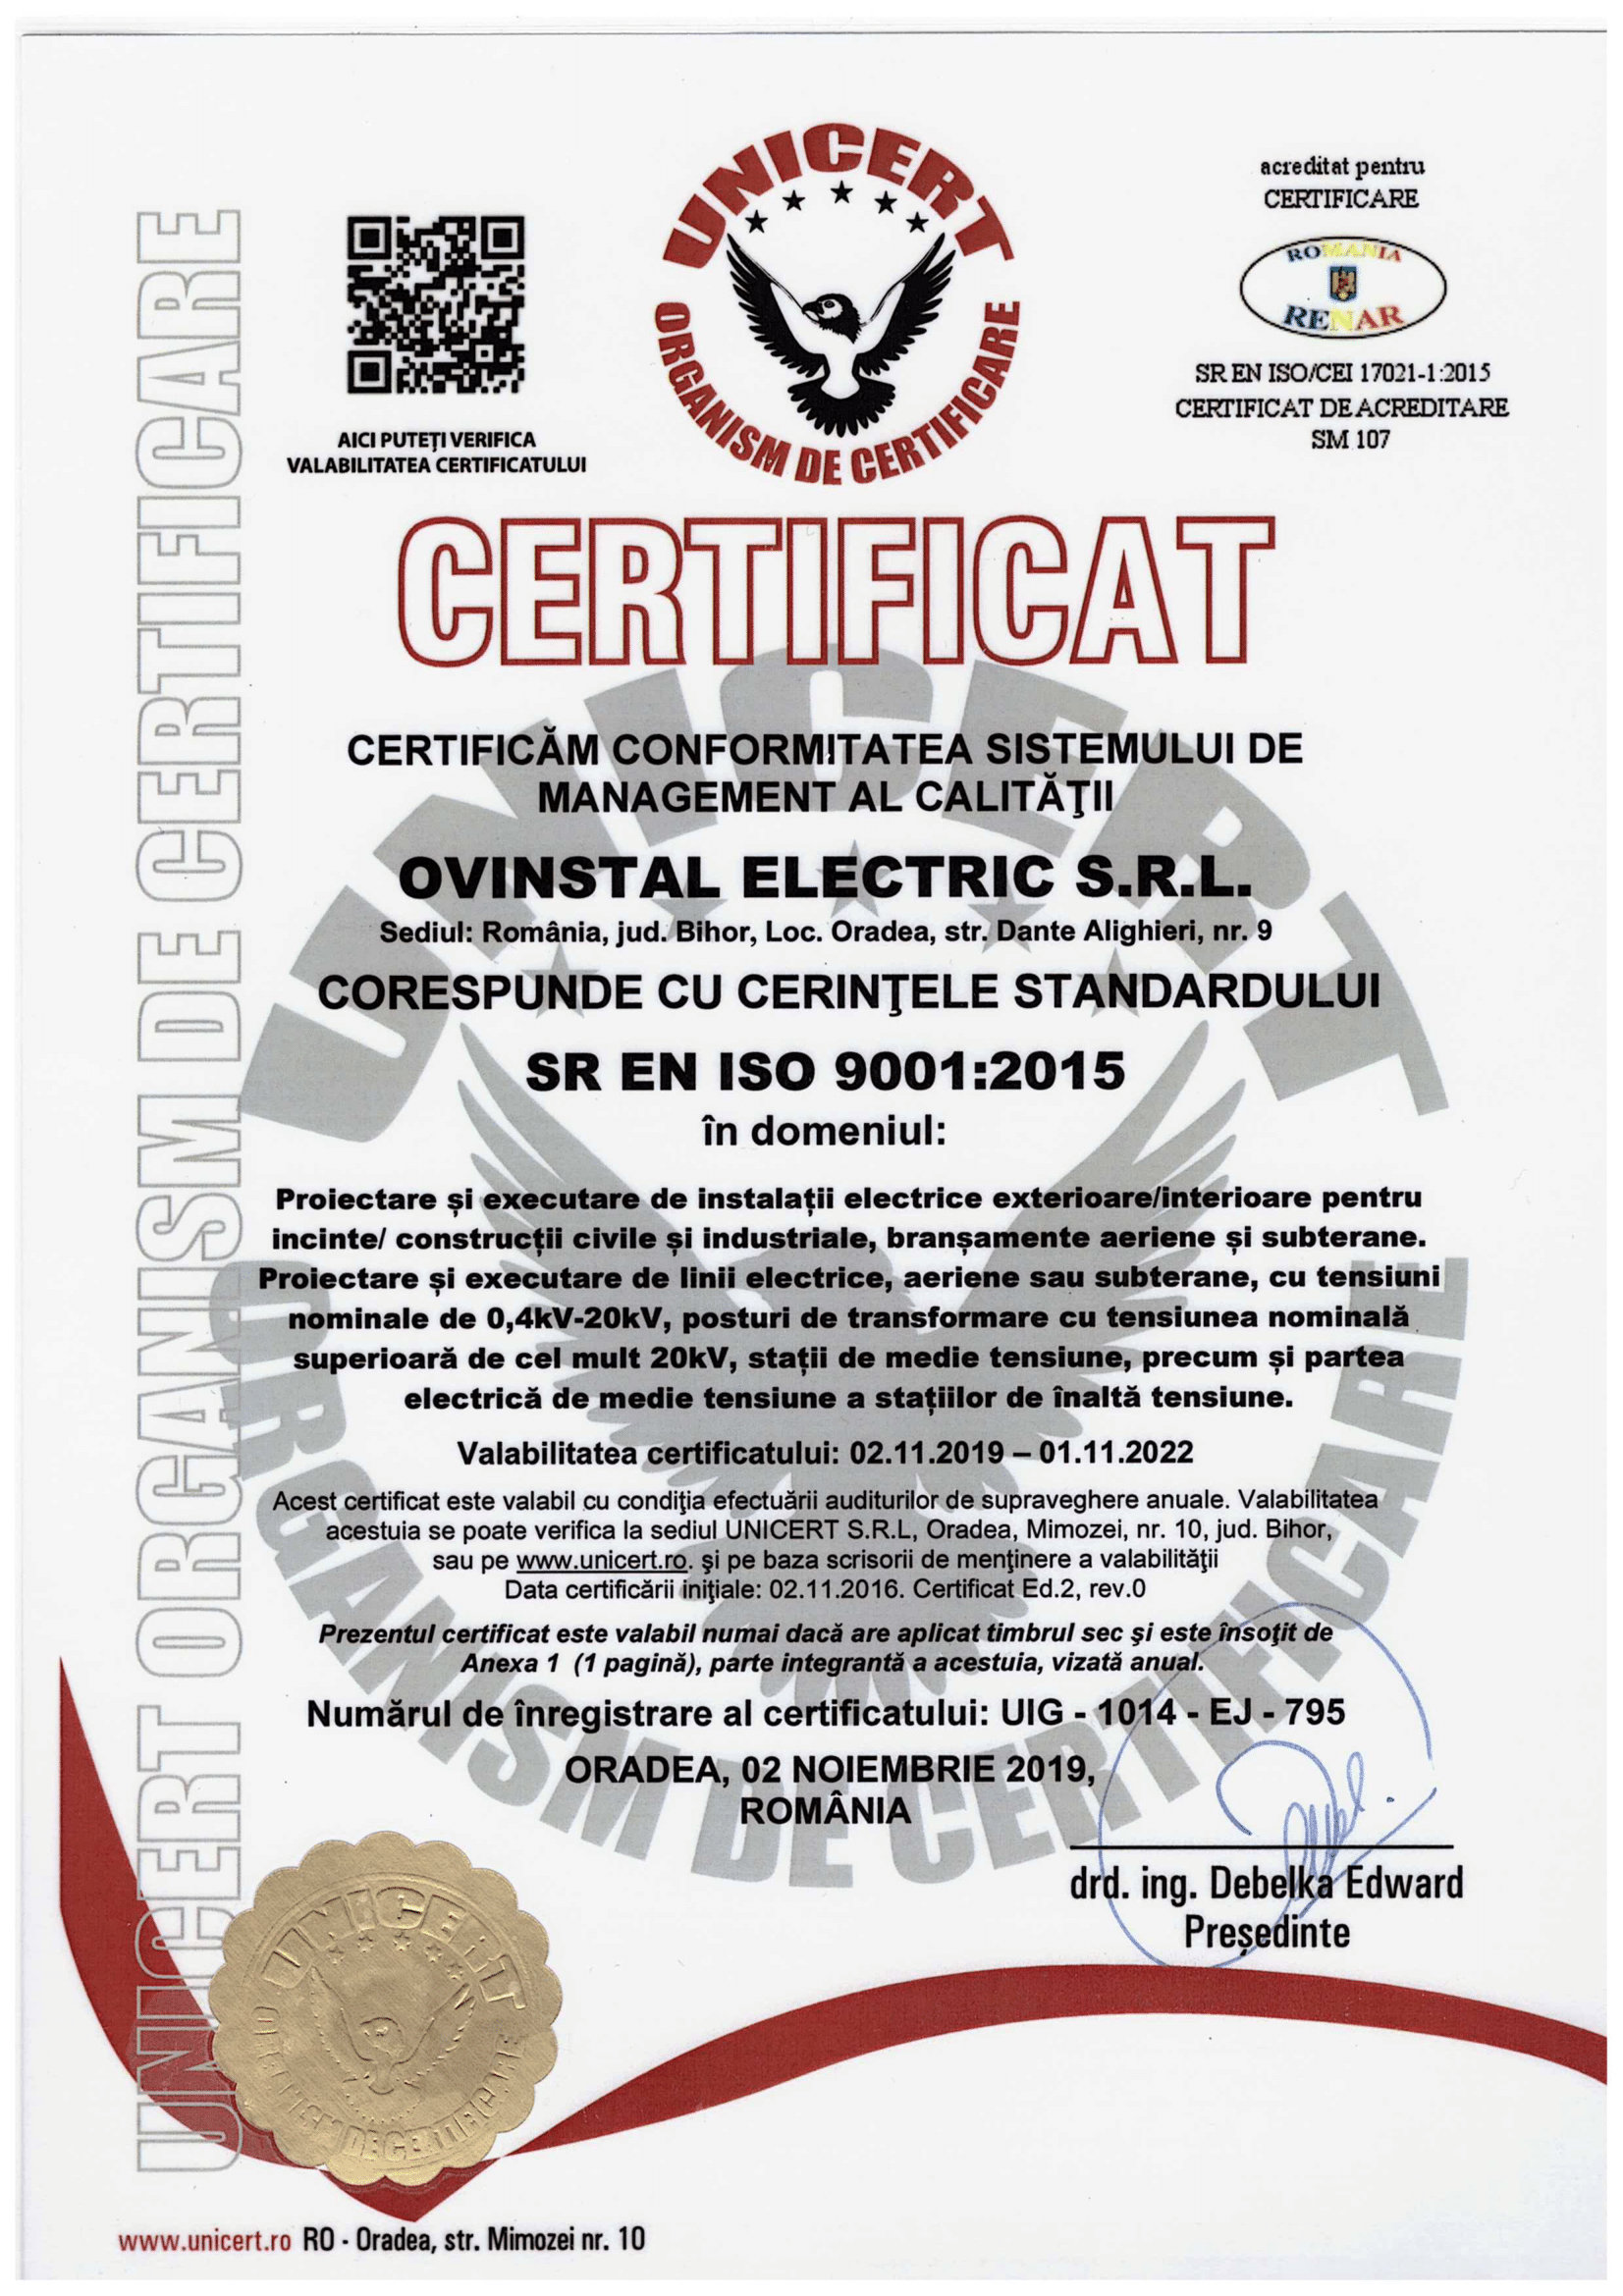 UNICERT
ORGANISM DE CERTIFICARE
acreditat pentru
CERTIFICARE
ROMANIA
RENAR
SR EN ISO/CEI 17021-1:2015
CERTIFICAT DE ACREDITARE
SM 107
AICI PUTEȚI VERIFICA
VALABILITATEA CERTIFICATULUI
UNICERT ORGANISM DE CERTIFICARE
CERTIFICAT
UNICERT
ORGANISM DE CERTIFICARE
CERTIFICĂM CONFORMITATEA SISTEMULUI DE
MANAGEMENT AL CALITĂŢII
OVINSTAL ELECTRIC S.R.L.
Sediul: România, jud. Bihor, Loc. Oradea, str. Dante Alighieri, nr. 9
CORESPUNDE CU CERINŢELE STANDARDULUI
SR EN ISO 9001:2015
în domeniul:
Proiectare și executare de instalații electrice exterioare/interioare pentru
incinte/ construcții civile și industriale, branșamente aeriene și subterane.
Proiectare și executare de linii electrice, aeriene sau subterane, cu tensiuni
nominale de 0,4kV-20kV, posturi de transformare cu tensiunea nominală
superioară de cel mult 20kV, stații de medie tensiune, precum și partea
electrică de medie tensiune a stațiilor de înaltă tensiune.
Valabilitatea certificatului: 02.11.2019 – 01.11.2022
Acest certificat este valabil cu condiţia efectuării auditurilor de supraveghere anuale. Valabilitatea
acestuia se poate verifica la sediul UNICERT S.R.L, Oradea, Mimozei, nr. 10, jud. Bihor,
sau pe www.unicert.ro. şi pe baza scrisorii de menţinere a valabilităţii
Data certificării iniţiale: 02.11.2016. Certificat Ed.2, rev.0
Prezentul certificat este valabil numai dacă are aplicat timbrul sec şi este însoţit de
Anexa 1 (1 pagină), parte integrantă a acestuia, vizată anual.
Numărul de înregistrare al certificatului: UIG - 1014 - EJ - 795
ORADEA, 02 NOIEMBRIE 2019,
ROMÂNIA
drd. ing. Debelka Edward
Președinte
UNICERT
ORGANISM DE CERTIFICARE
www.unicert.ro RO - Oradea, str. Mimozei nr. 10